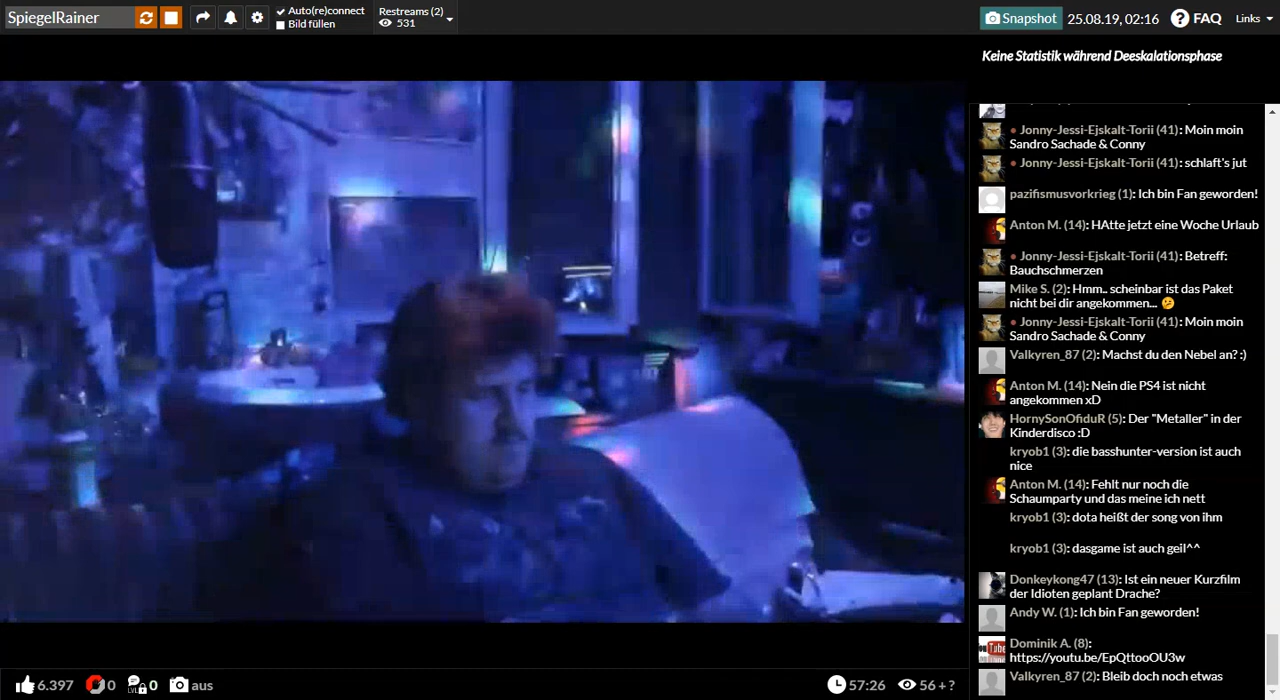 SpiegelRainer
Auto(re)connect
Bild füllen
Restreams (2)
531
Snapshot
25.08.19, 02:16
FAQ
Links
Keine Statistik während Deeskalationsphase
Jonny-Jessi-Ejskalt-Torii (41): Moin moin
Sandro Sachade & Conny
Jonny-Jessi-Ejskalt-Torii (41): schlaft's jut
pazifismusvorkrieg (1): Ich bin Fan geworden!
Anton M. (14): HAtte jetzt eine Woche Urlaub
Jonny-Jessi-Ejskalt-Torii (41): Betreff:
Bauchschmerzen
Mike S. (2): Hmm.. scheinbar ist das Paket
nicht bei dir angekommen...
Jonny-Jessi-Ejskalt-Torii (41): Moin moin
Sandro Sachade & Conny
Valkyren_87 (2): Machst du den Nebel an? :)
Anton M. (14): Nein die PS4 ist nicht
angekommen xD
HornySonOfiduR (5): Der "Metaller" in der
Kinderdisco :D
kryob1 (3): die basshunter-version ist auch
nice
Anton M. (14): Fehlt nur noch die
Schaumparty und das meine ich nett
kryob1 (3): dota heißt der song von ihm
kryob1 (3): dasgame ist auch geil^^
Donkeykong47 (13): Ist ein neuer Kurzfilm
der Idioten geplant Drache?
Andy W. (1): Ich bin Fan geworden!
Dominik A. (8):
https://youtu.be/EpQttooOU3w
Valkyren_87 (2): Bleib doch noch etwas
6.397
0
LVL
0
aus
57:26
56 + ?